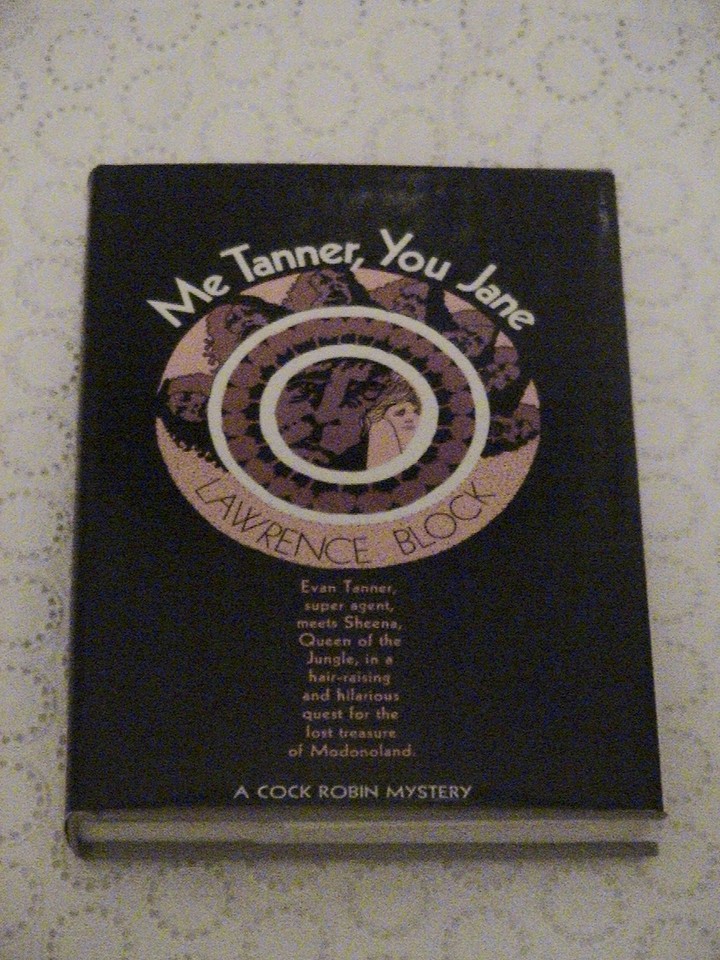 Me Tanner, You Jane
LAWRENCE BLOCK
Evan Tanner,
super agent,
meets Sheena,
Queen of the
Jungle, in a
hair-raising
and hilarious
quest for the
lost treasure
of Modonoland.
A COCK ROBIN MYSTERY